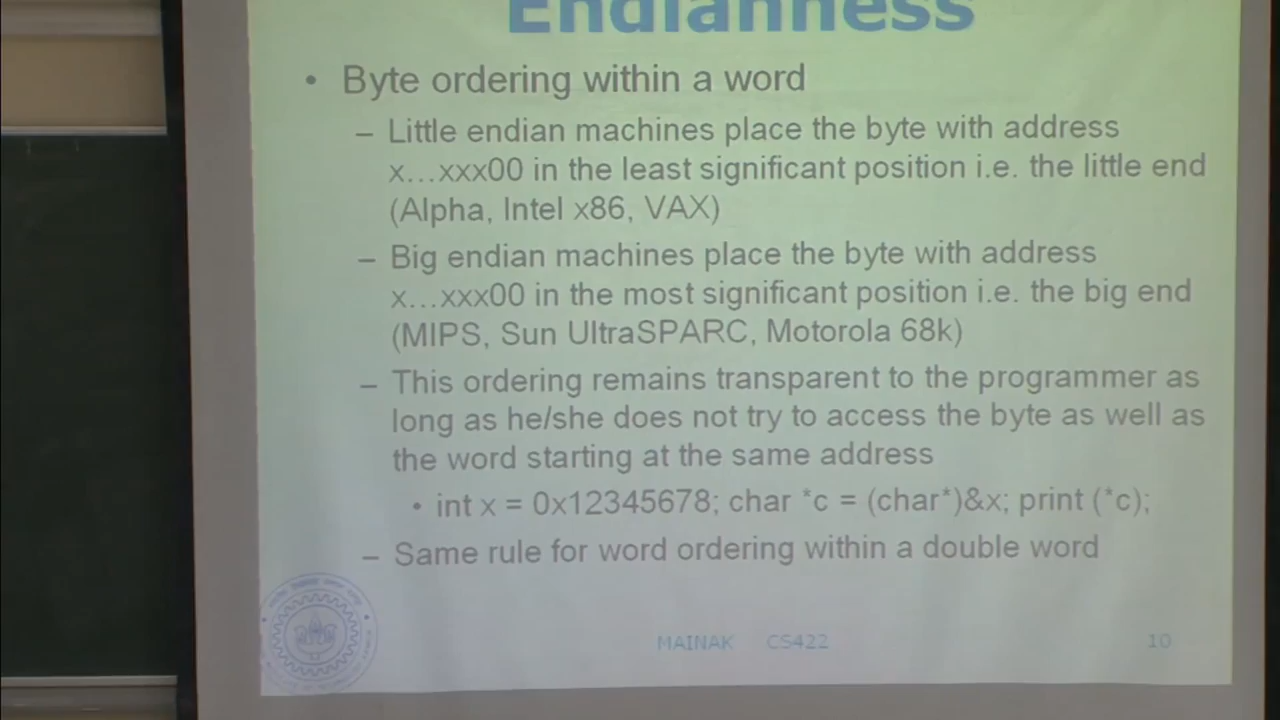 Endianness
• Byte ordering within a word
– Little endian machines place the byte with address
x...xxx00 in the least significant position i.e. the little end
(Alpha, Intel x86, VAX)
– Big endian machines place the byte with address
x...xxx00 in the most significant position i.e. the big end
(MIPS, Sun UltraSPARC, Motorola 68k)
– This ordering remains transparent to the programmer as
long as he/she does not try to access the byte as well as
the word starting at the same address
• int x = 0x12345678; char *c = (char*)&x; print (*c);
– Same rule for word ordering within a double word
MAINAK CS422 10